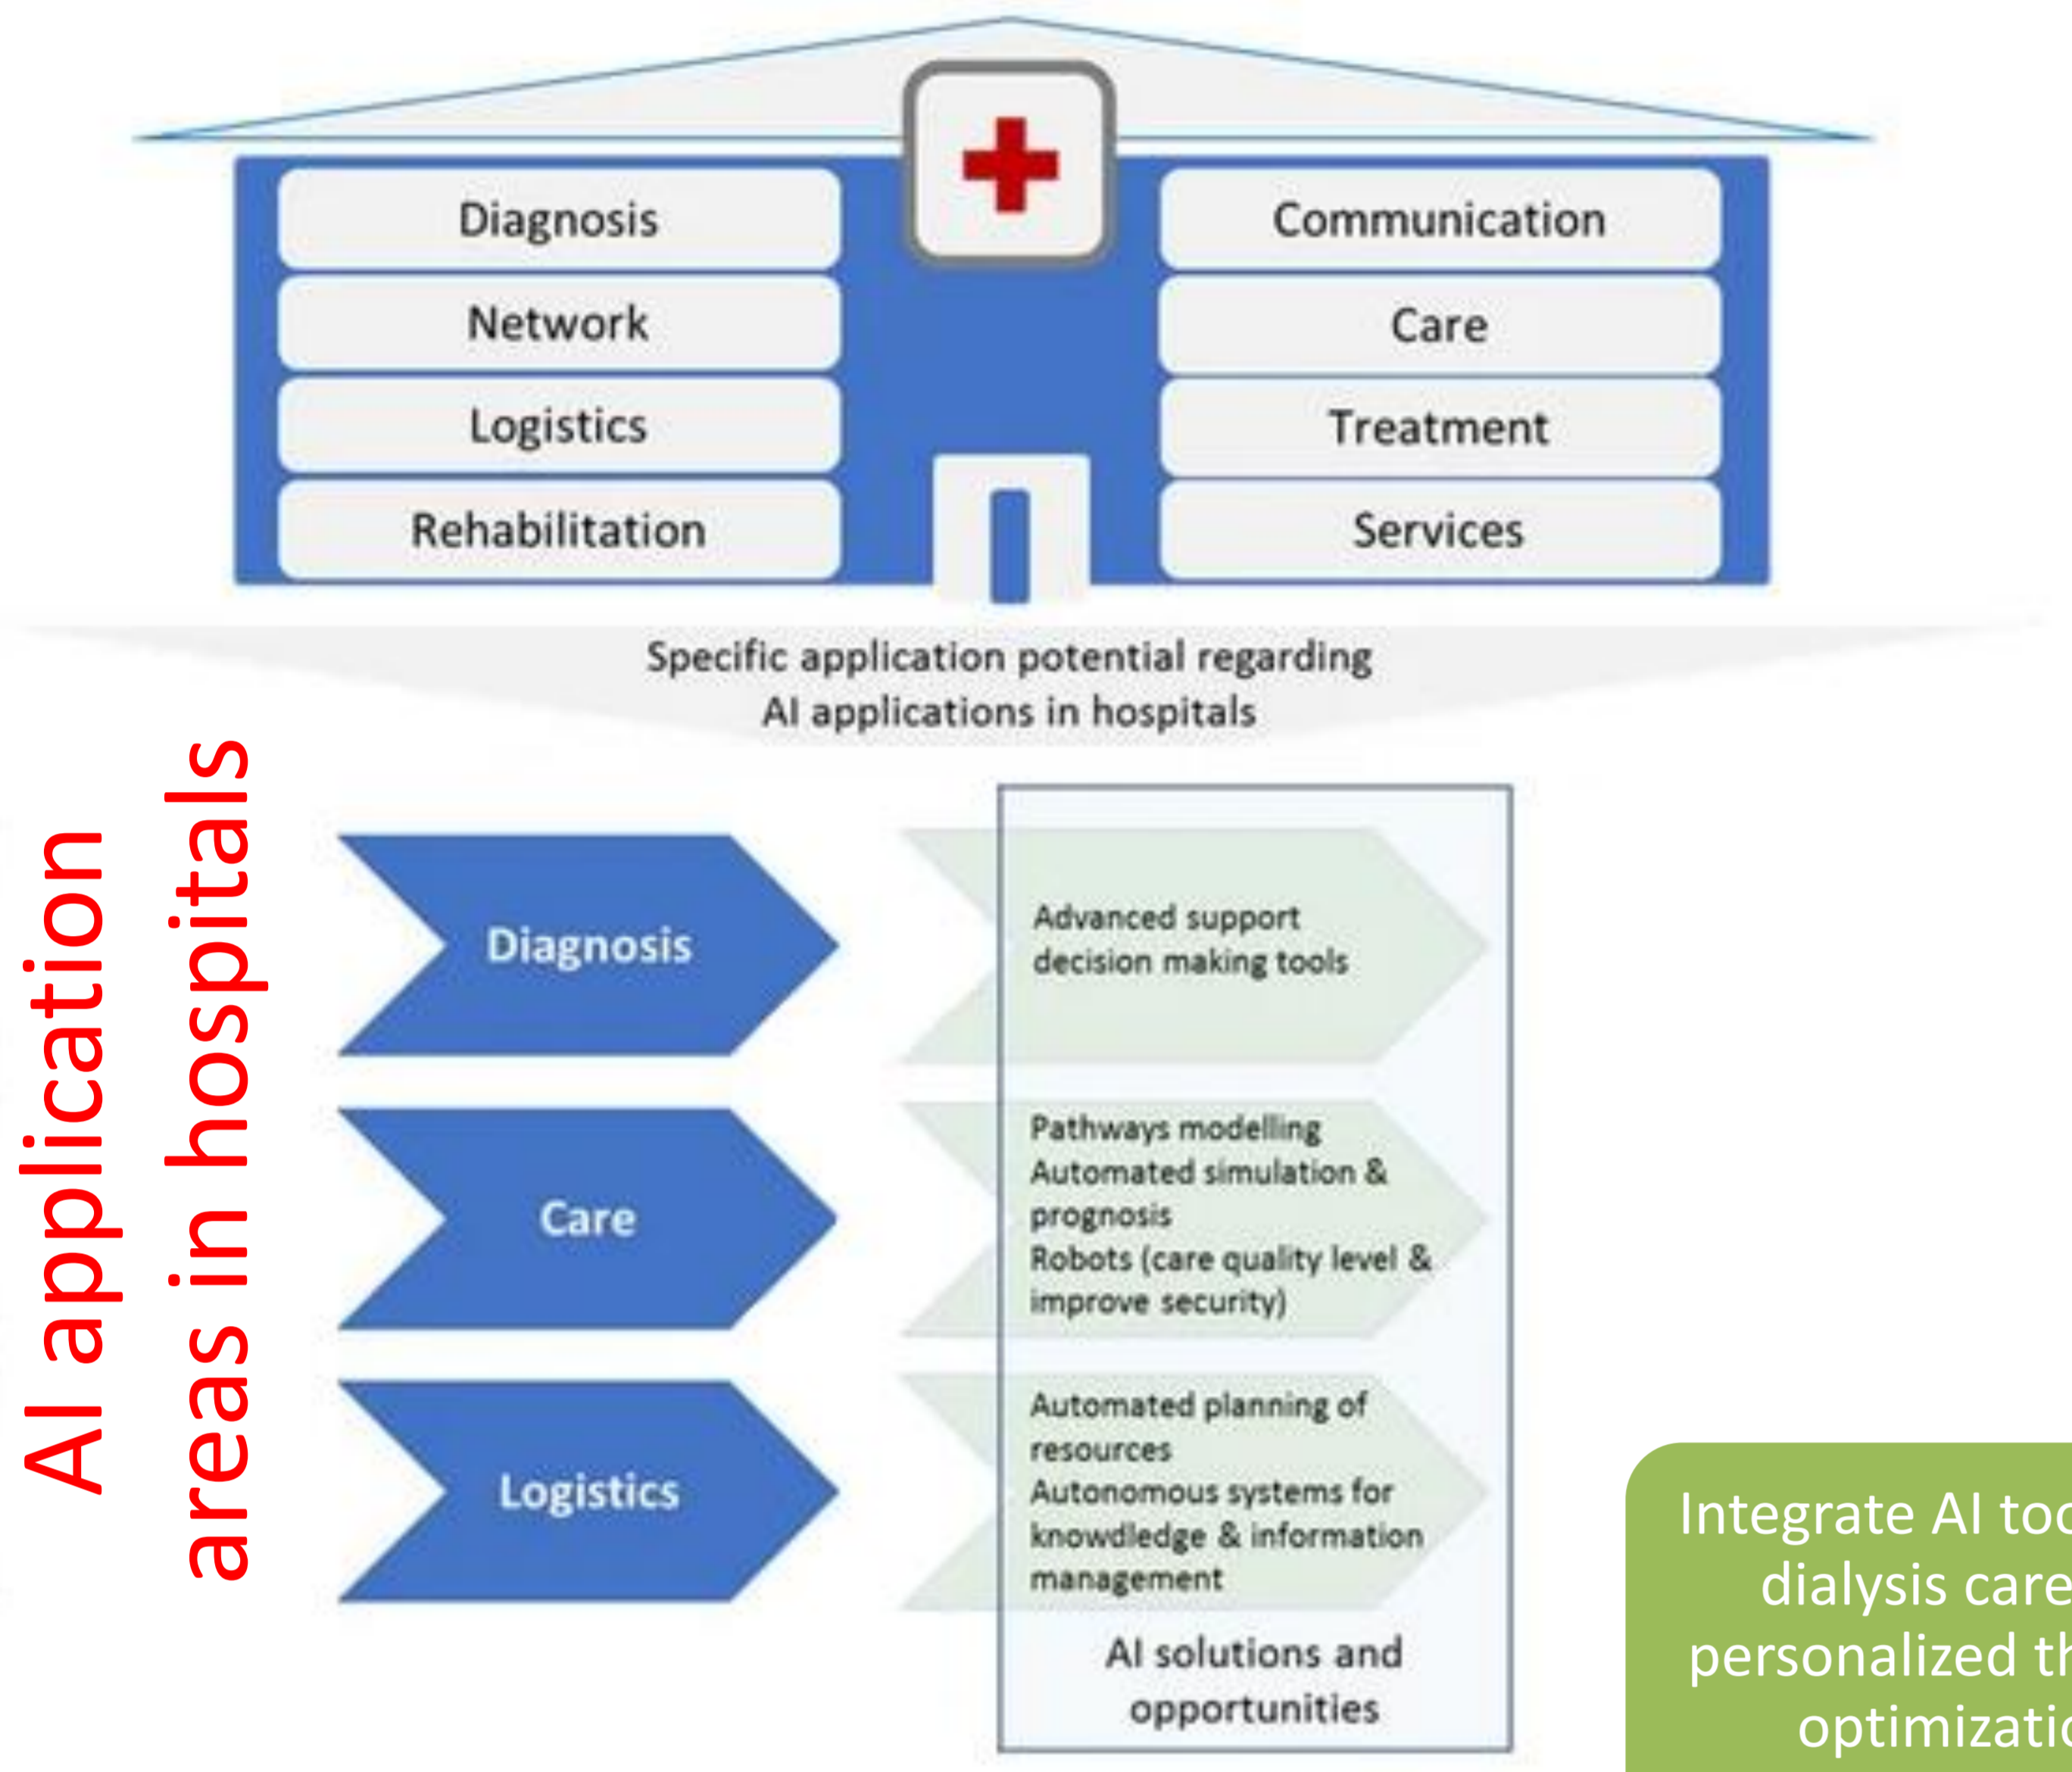 Diagnosis
Network
Logistics
Rehabilitation
Communication
Care
Treatment
Services
Specific application potential regarding
AI applications in hospitals
AI application
areas in hospitals
Diagnosis
Advanced support
decision making tools
Care
Pathways modelling
Automated simulation &
prognosis
Robots (care quality level &
improve security)
Logistics
Automated planning of
resources
Autonomous systems for
knowdledge & information
management
AI solutions and
opportunities
Integrate AI
dialysis care
personalized